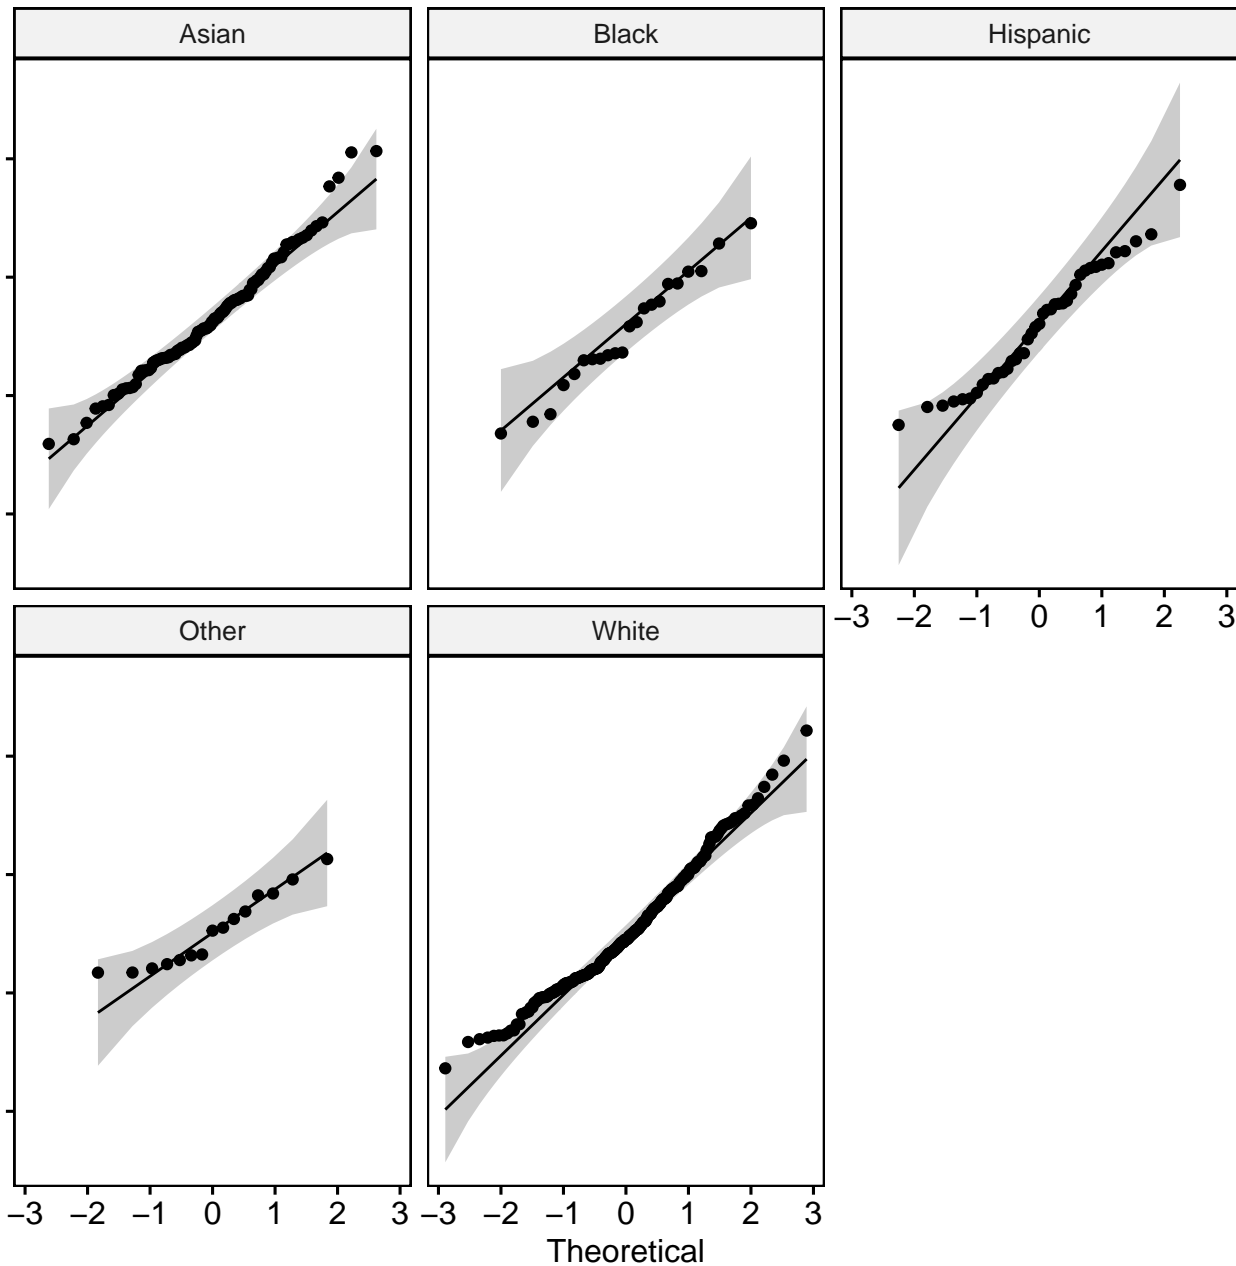 Asian Black Hispanic
−3 −2 −1 0 1 2 3
Other White
−3 −2 −1 0 1 2 3 −3 −2 −1 0 1 2 3
Theoretical